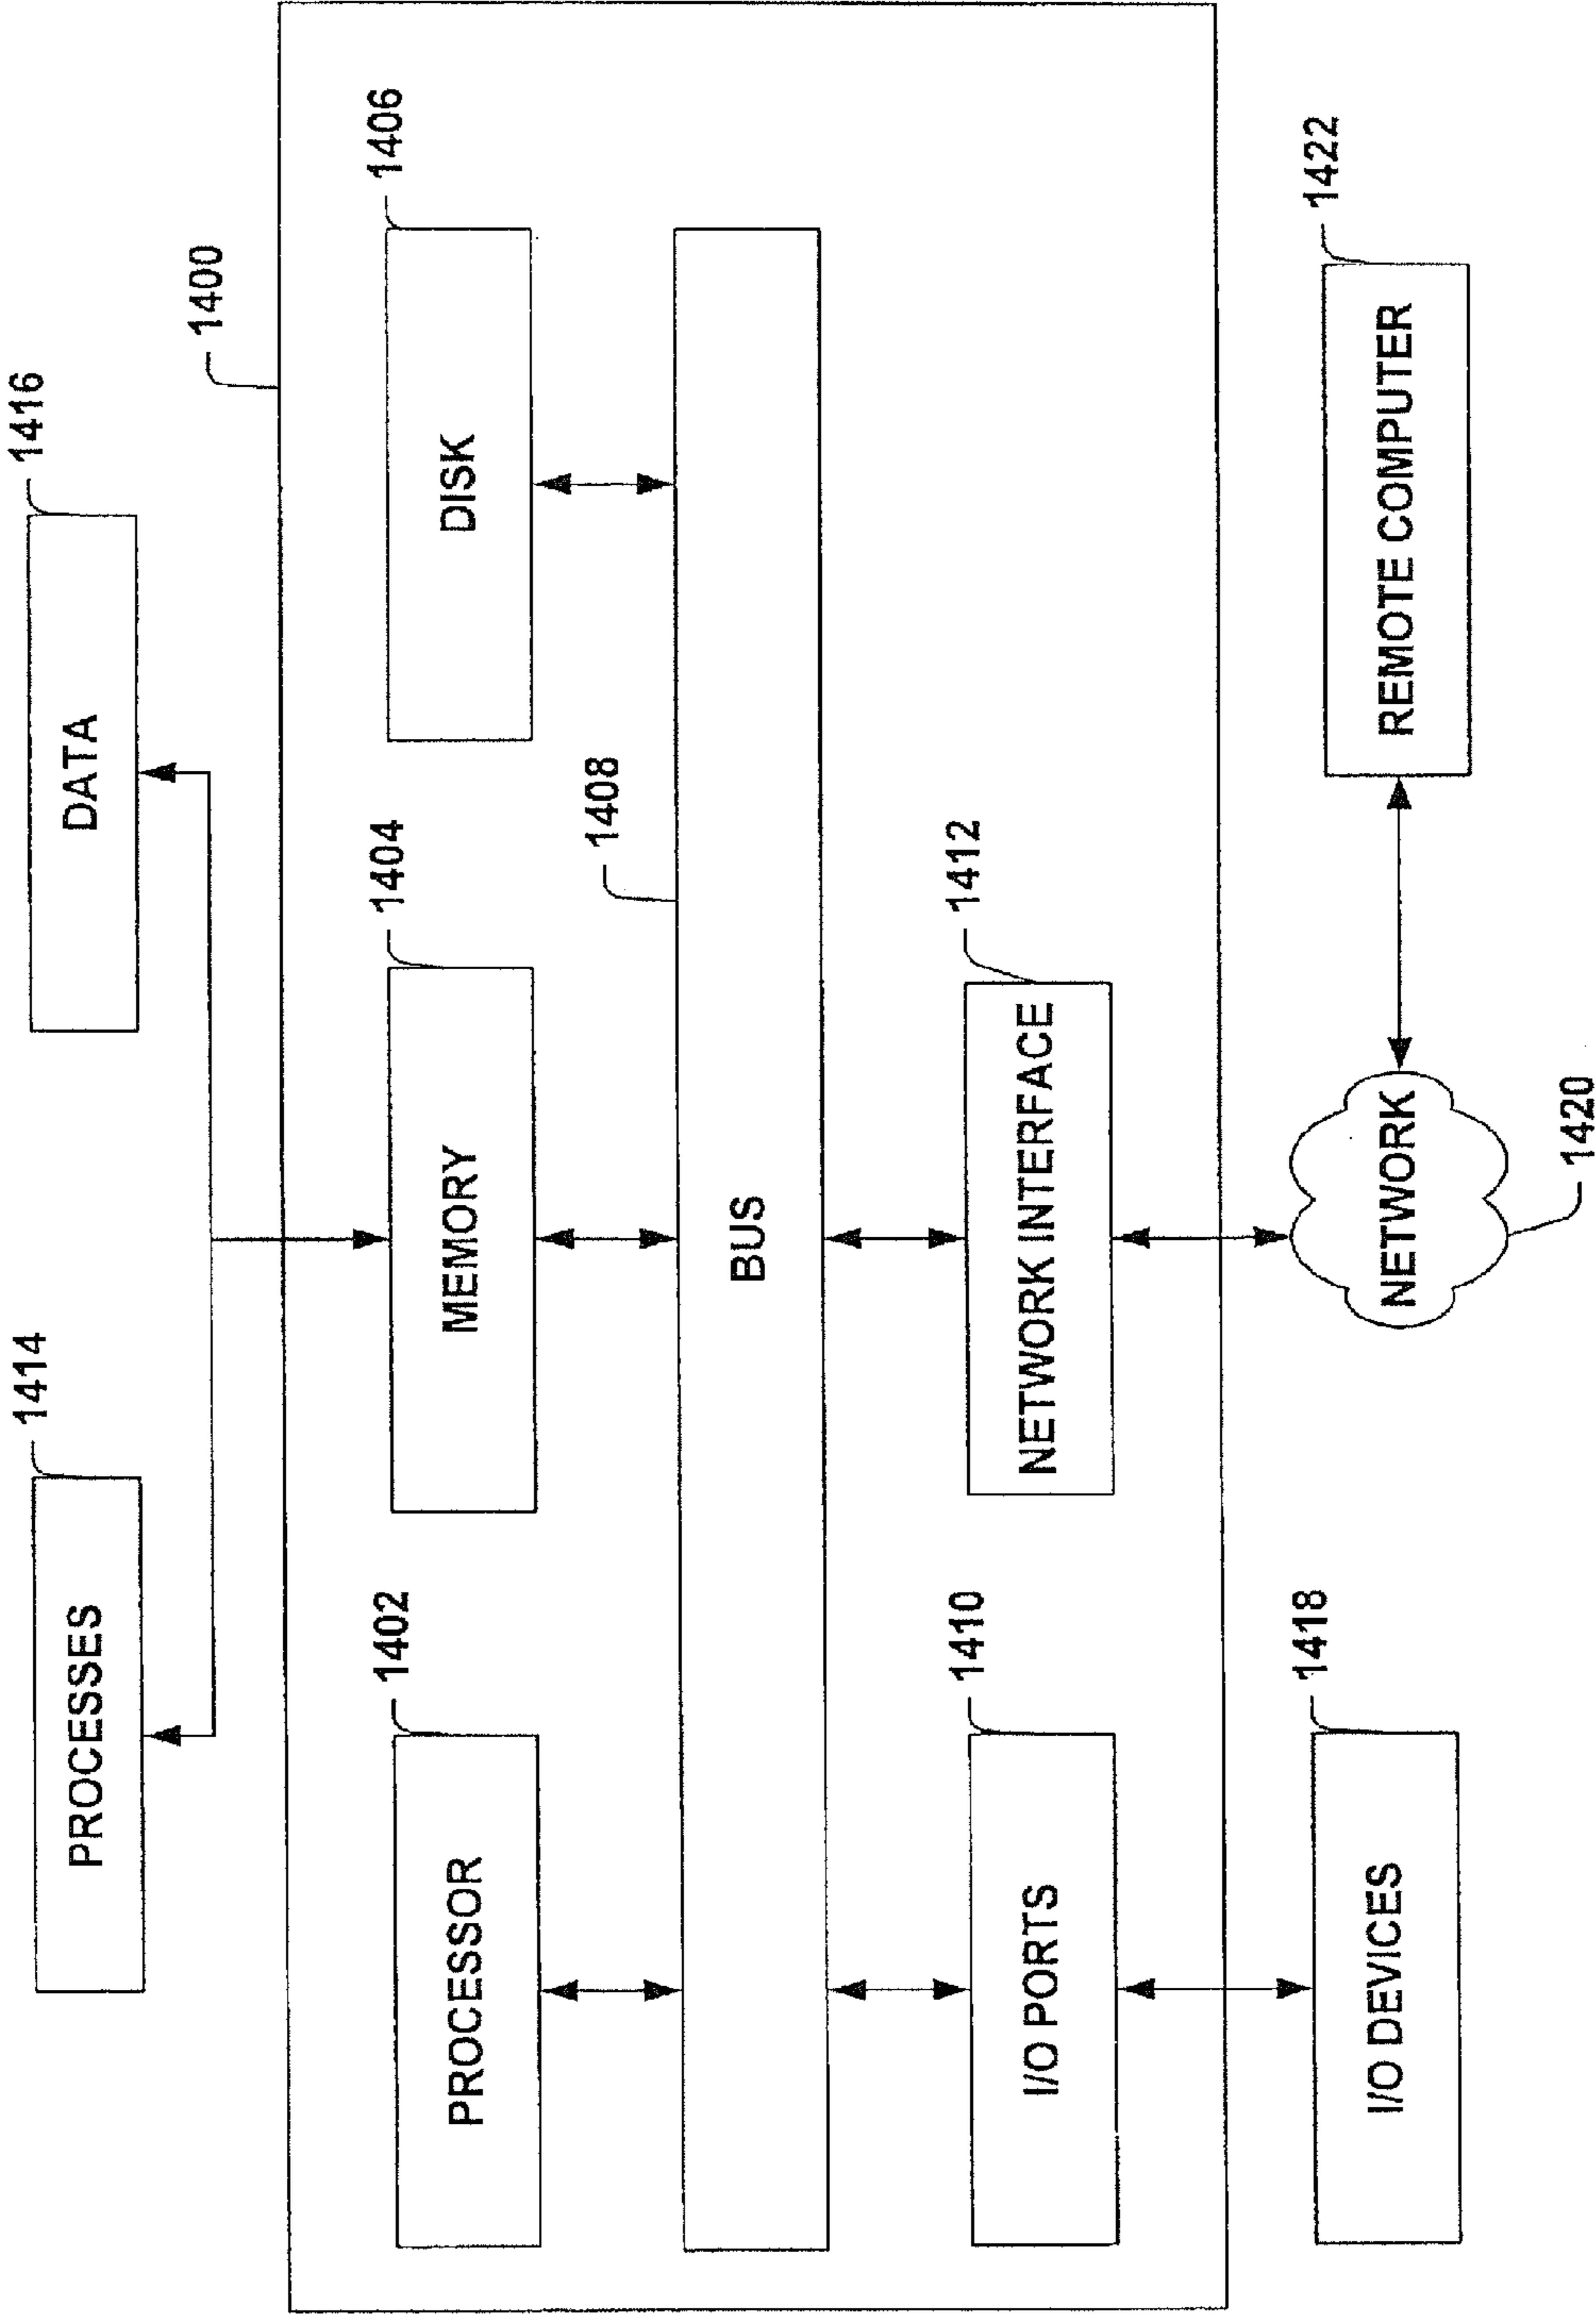 PROCESSES
1414
DATA
1416
1400
PROCESSOR
1402
MEMORY
1404
DISK
1406
1408
BUS
I/O PORTS
1410
NETWORK INTERFACE
1412
I/O DEVICES
1418
NETWORK
1420
REMOTE COMPUTER
1422